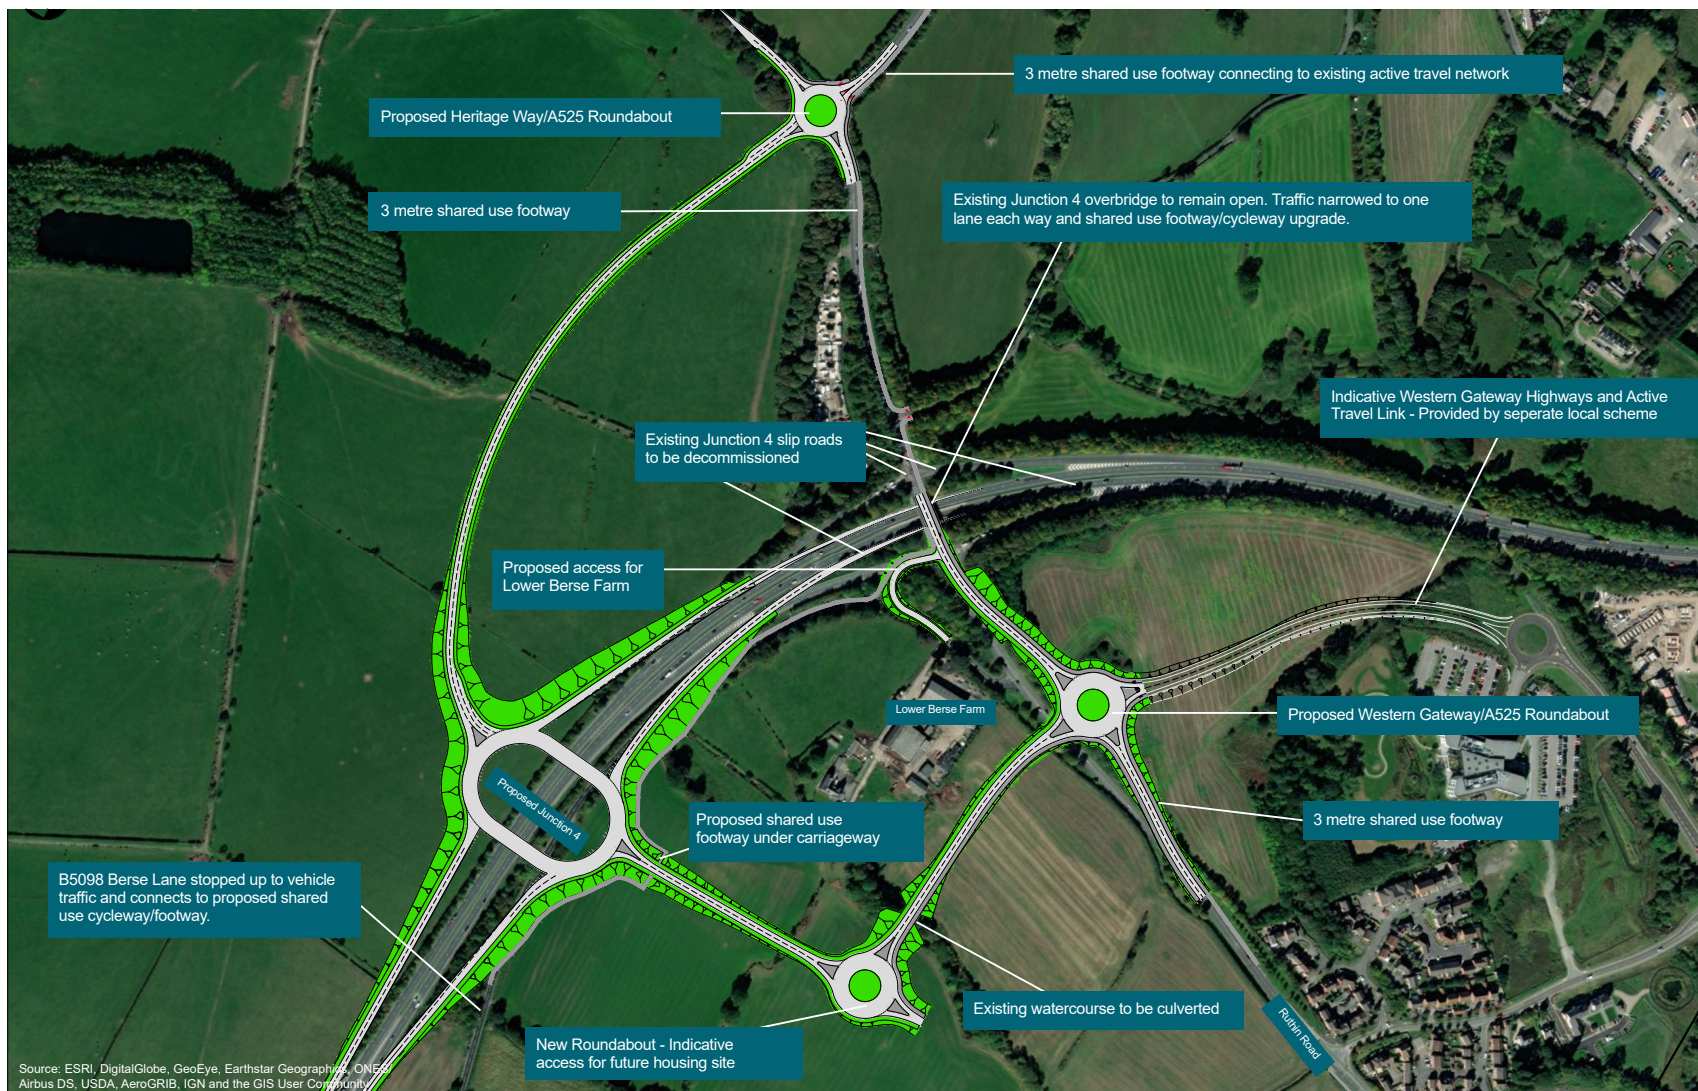 3 metre shared use footway connecting to existing active travel network
Proposed Heritage Way/A525 Roundabout
3 metre shared use footway
Existing Junction 4 overbridge to remain open. Traffic narrowed to one
lane each way and shared use footway/cycleway upgrade.
Indicative Western Gateway Highways and Active
Travel Link - Provided by seperate local scheme
Existing Junction 4 slip roads
to be decommissioned
Proposed access for
Lower Berse Farm
Lower Berse Farm
Proposed Western Gateway/A525 Roundabout
Proposed Junction 4
Proposed shared use
footway under carriageway
3 metre shared use footway
B5098 Berse Lane stopped up to vehicle
traffic and connects to proposed shared
use cycleway/footway.
Existing watercourse to be culverted
Ruthin Road
New Roundabout - Indicative
access for future housing site
Source: ESRI, DigitalGlobe, GeoEye, Earthstar Geographics, ONES/
Airbus DS, USDA, AeroGRIB, IGN and the GIS User Community